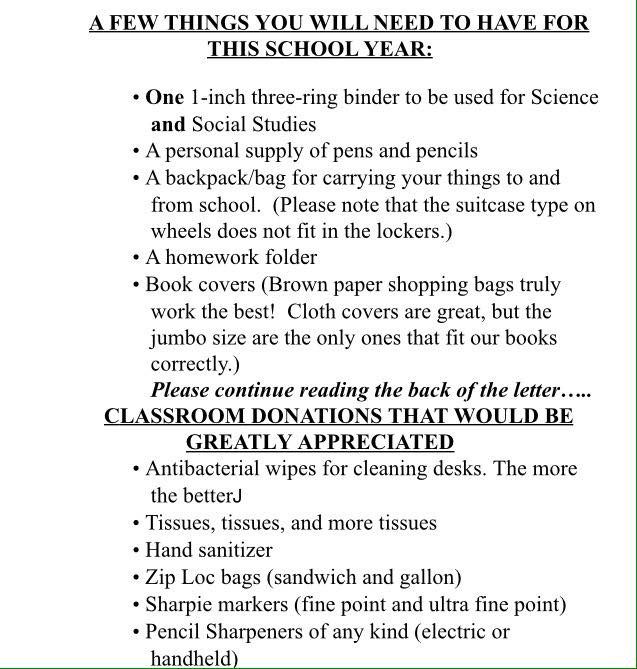 A FEW THINGS YOU WILL NEED TO HAVE FOR
THIS SCHOOL YEAR:
• One 1-inch three-ring binder to be used for Science
and Social Studies
• A personal supply of pens and pencils
• A backpack/bag for carrying your things to and
from school.  (Please note that the suitcase type on
wheels does not fit in the lockers.)
• A homework folder
• Book covers (Brown paper shopping bags truly
work the best!  Cloth covers are great, but the
jumbo size are the only ones that fit our books
correctly.)
Please continue reading the back of the letter…..
CLASSROOM DONATIONS THAT WOULD BE
GREATLY APPRECIATED
• Antibacterial wipes for cleaning desks. The more
the betterJ
• Tissues, tissues, and more tissues
• Hand sanitizer
• Zip Loc bags (sandwich and gallon)
• Sharpie markers (fine point and ultra fine point)
• Pencil Sharpeners of any kind (electric or
handheld)